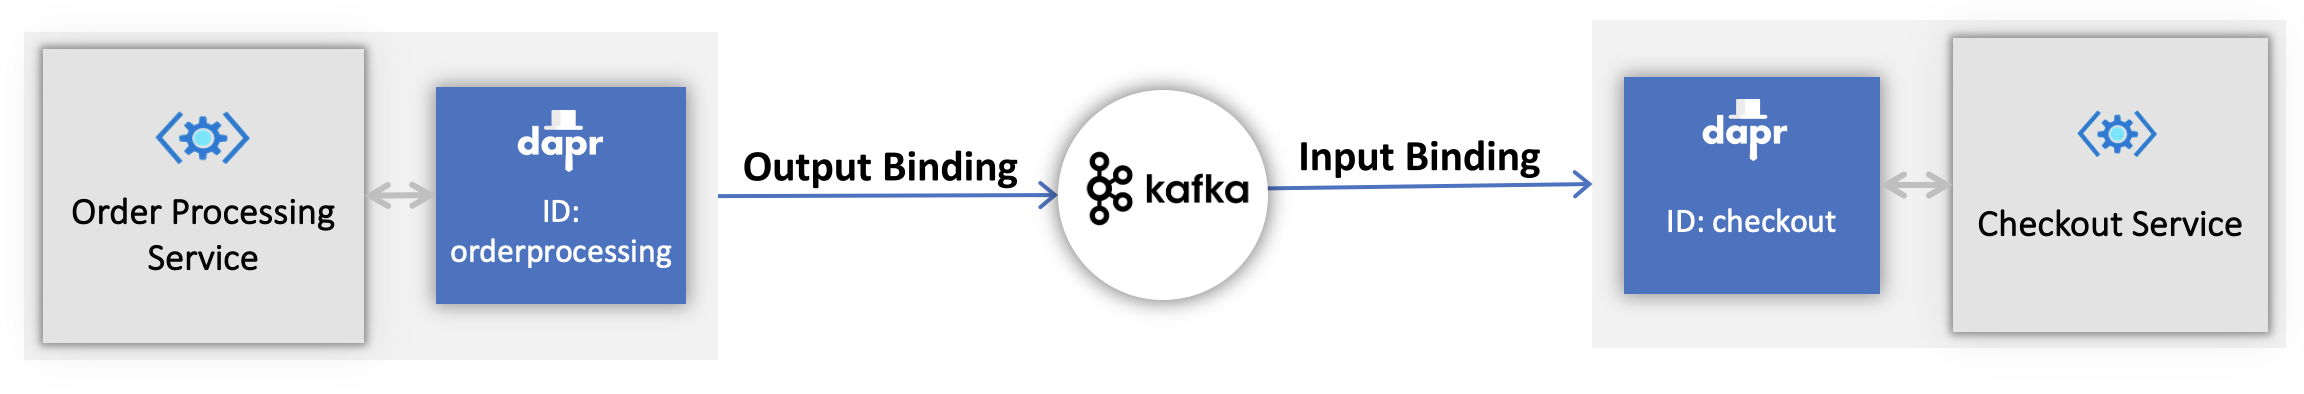 Order Processing
Service
dapr
ID:
orderprocessing
Output Binding
kafka
Input Binding
dapr
ID: checkout
Checkout Service